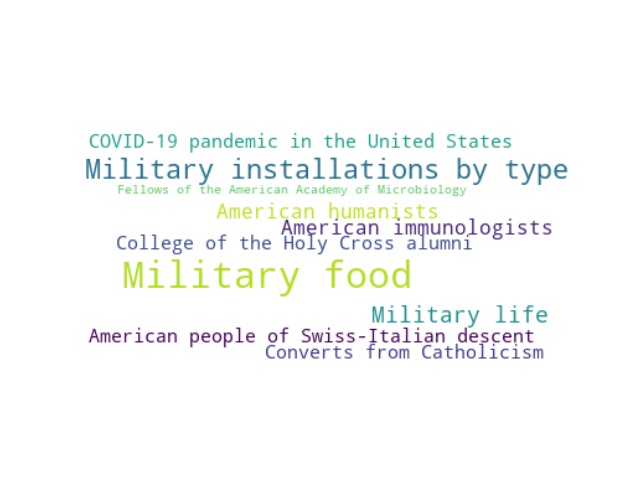 COVID-19 pandemic in the United States
Military installations by type
Fellows of the American Academy of Microbiology
American humanists
American immunologists
College of the Holy Cross alumni
Military food
Military life
American people of Swiss-Italian descent
Converts from Catholicism